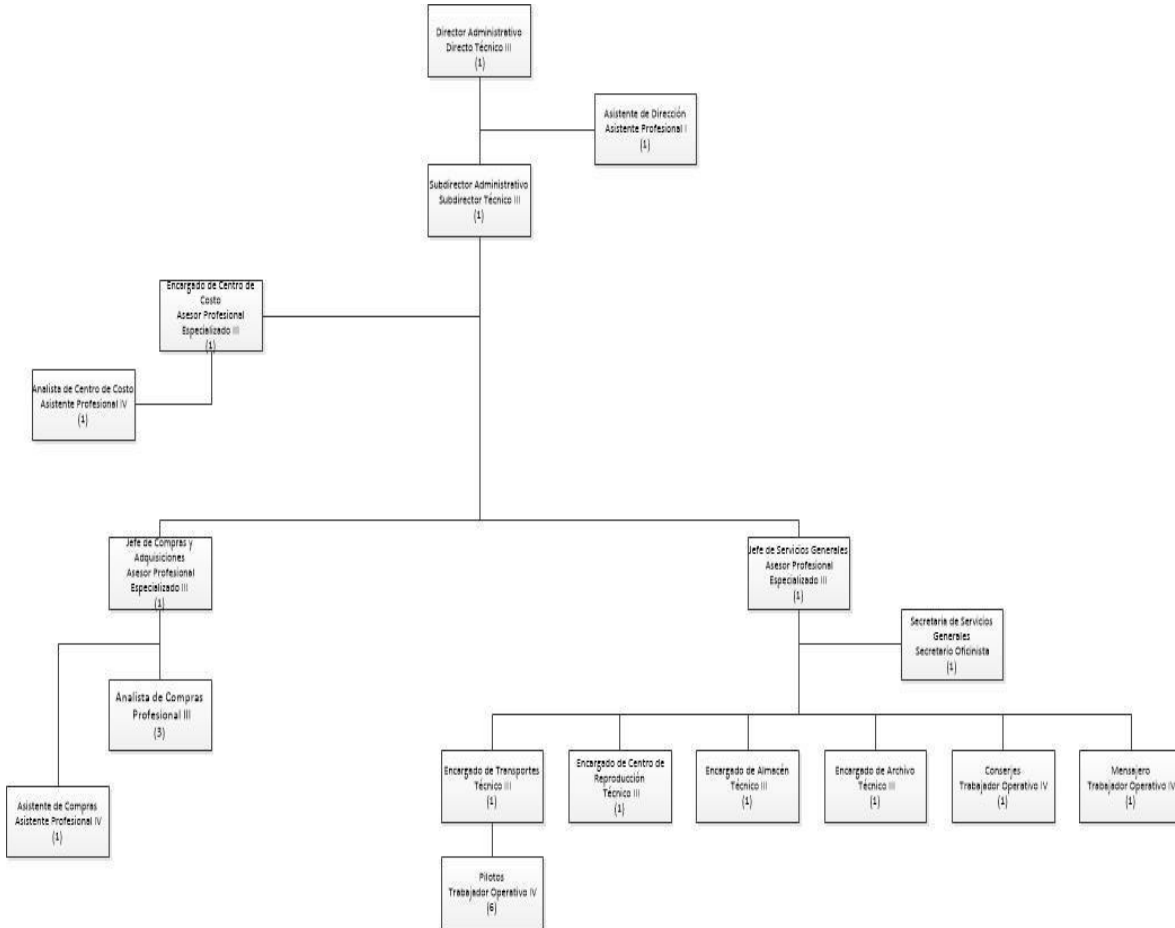 Director Administrativo
Directo Técnico III
(1)
Asistente de Dirección
Asistente Profesional I
(1)
Subdirector Administrativo
Subdirector Técnico III
(1)
Encargado de Centro de
Costo
Asesor Profesional
Especializado III
(1)
Analista de Centro de Costo
Asistente Profesional IV
(1)
Jefe de Compras y
Adquisiciones
Asesor Profesional
Especializado III
(1)
Jefe de Servicios Generales
Asesor Profesional
Especializado III
(1)
Secretaria de Servicios
Generales
Secretario Oficinista
(1)
Analista de Compras
Profesional III
(3)
Asistente de Compras
Asistente Profesional IV
(1)
Encargado de Transportes
Técnico III
(1)
Encargado de Centro de
Reproducción
Técnico III
(1)
Encargado de Almacén
Técnico III
(1)
Encargado de Archivo
Técnico III
(1)
Conserjes
Trabajador Operativo IV
(1)
Mensajero
Trabajador Operativo IV
(1)
Pilotos
Trabajador Operativo IV
(6)